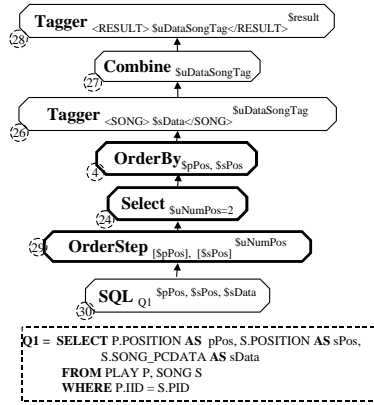 Tagger <RESULT> $uDataSongTag</RESULT> $result
28
Combine $uDataSongTag
27
Tagger <SONG> $sData</SONG> $uDataSongTag
26
OrderBy $pPos, $sPos
4
Select $uNumPos=2
24
OrderStep [$pPos], [$sPos] $uNumPos
29
SQL Q1 $pPos, $sPos, $sData
30
Q1 = SELECT P.POSITION AS pPos, S.POSITION AS sPos,
S.SONG_PCDATA AS sData
FROM PLAY P, SONG S
WHERE P.IID = S.PID